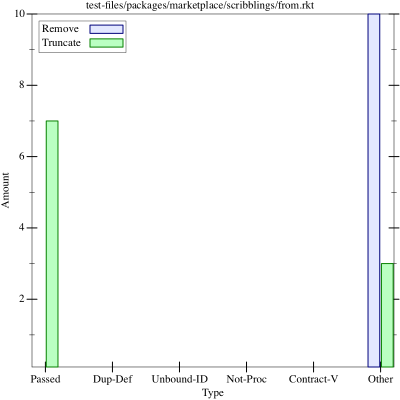 test-files/packages/marketplace/scribblings/from.rkt
10
Remove
Truncate
8
6
Amount
4
2
Passed Dup-Def Unbound-ID Not-Proc Contract-V Other
Type